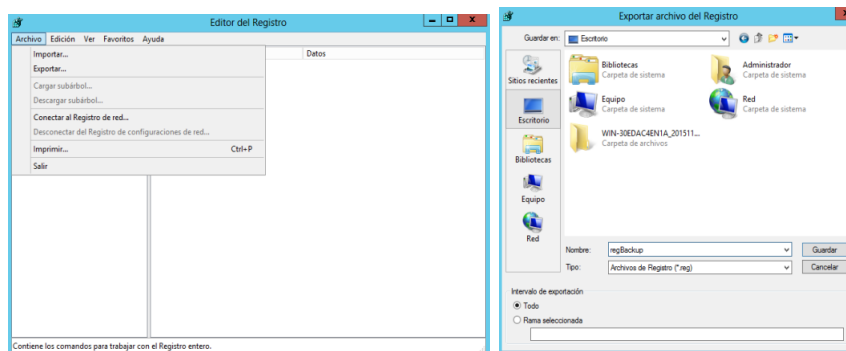 Editor del Registro
Archivo Edición Ver Favoritos Ayuda
Importar...
Exportar...
Cargar subárbol...
Descargar subárbol...
Conectar al Registro de red...
Desconectar del Registro de configuraciones de red...
Imprimir... Ctrl+P
Salir
Datos
Contiene los comandos para trabajar con el Registro entero.
Exportar archivo del Registro
Guardar en: Escritorio
Sitios recientes
Escritorio
Bibliotecas
Equipo
Red
Bibliotecas
Carpeta de sistema
Administrador
Carpeta de sistema
Equipo
Carpeta de sistema
Red
Carpeta de sistema
WIN-30EDAC4EN1A_201511...
Carpeta de archivos
Nombre: regBackup Guardar
Tipo: Archivos de Registro (*.reg) Cancelar
Intervalo de exportación
Todo
Rama seleccionada